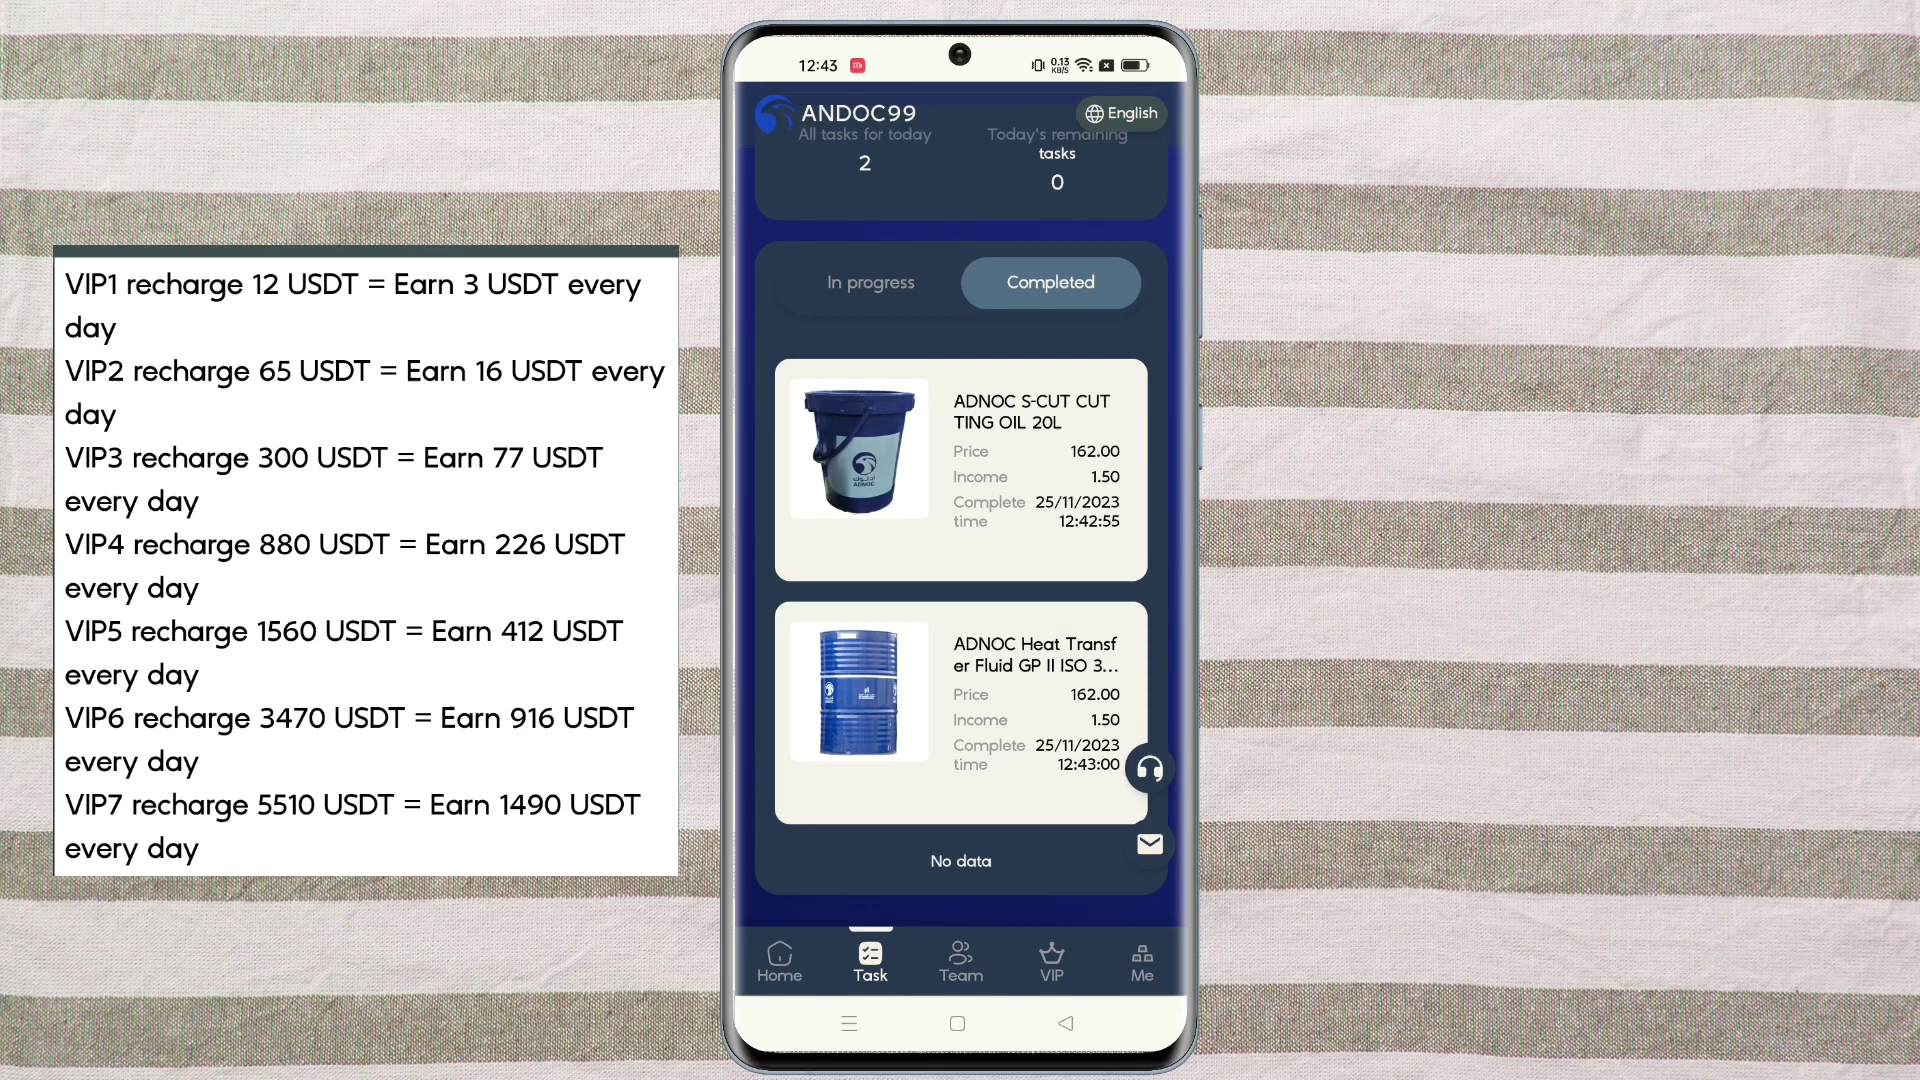 VIP1 recharge 12 USDT = Earn 3 USDT every
day
VIP2 recharge 65 USDT = Earn 16 USDT every
day
VIP3 recharge 300 USDT = Earn 77 USDT
every day
VIP4 recharge 880 USDT = Earn 226 USDT
every day
VIP5 recharge 1560 USDT = Earn 412 USDT
every day
VIP6 recharge 3470 USDT = Earn 916 USDT
every day
VIP7 recharge 5510 USDT = Earn 1490 USDT
every day
12:43
0.13
KB/S
ANDOC99
English
All tasks for today
2
Today's remaining
tasks
0
In progress
Completed
أدنوك
ADNOC
ADNOC S-CUT CUT
TING OIL 20L
Price 162.00
Income 1.50
Complete 25/11/2023
time 12:42:55
ADNOC Heat Transf
er Fluid GP II ISO 3...
Price 162.00
Income 1.50
Complete 25/11/2023
time 12:43:00
No data
Home
Task
Team
VIP
Me